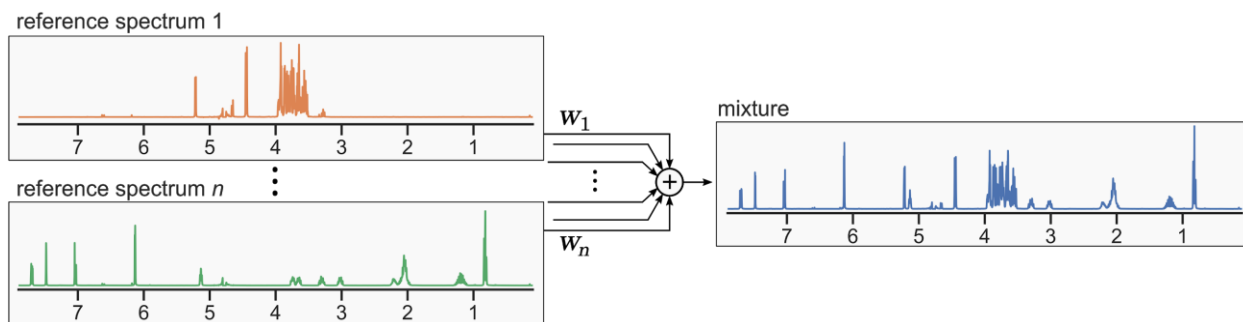 reference spectrum 1
7 6 5 4 3 2 1
reference spectrum n
7 6 5 4 3 2 1
w1
wn
+
mixture
7 6 5 4 3 2 1